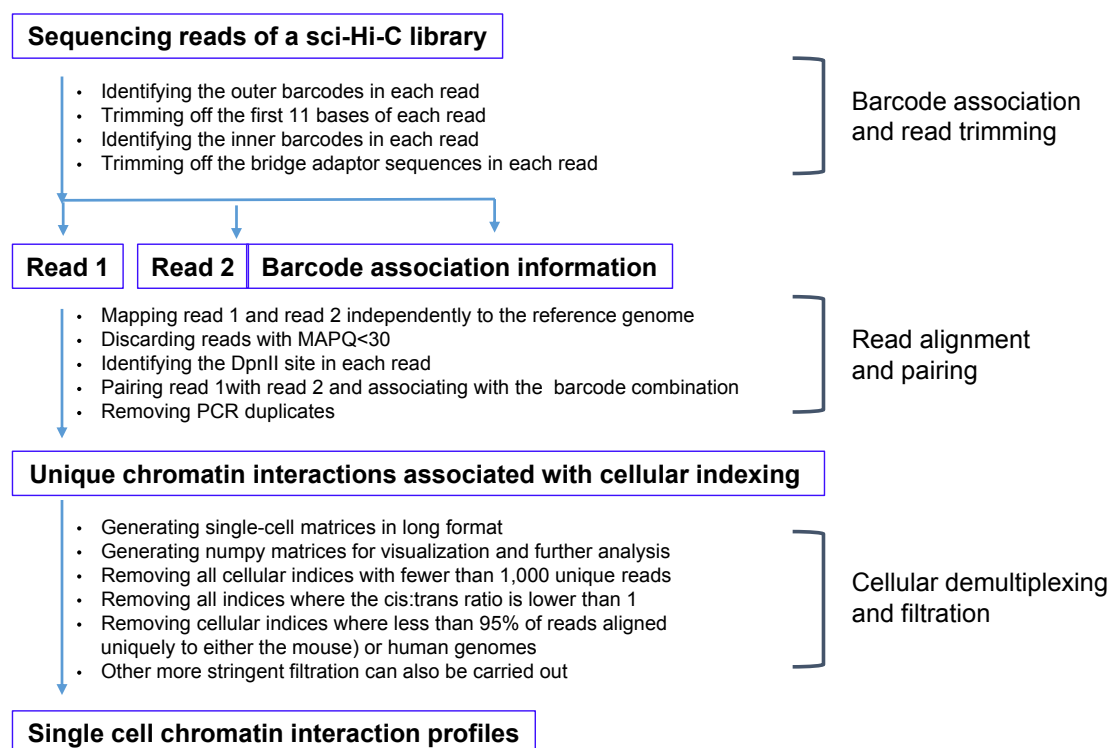 Sequencing reads of a sci-Hi-C library
• Identifying the outer barcodes in each read
• Trimming off the first 11 bases of each read
• Identifying the inner barcodes in each read
• Trimming off the bridge adaptor sequences in each read
Barcode association
and read trimming
Read 1
Read 2
Barcode association information
• Mapping read 1 and read 2 independently to the reference genome
• Discarding reads with MAPQ<30
• Identifying the DpnII site in each read
• Pairing read 1with read 2 and associating with the  barcode combination
• Removing PCR duplicates
Read alignment
and pairing
Unique chromatin interactions associated with cellular indexing
• Generating single-cell matrices in long format
• Generating numpy matrices for visualization and further analysis
• Removing all cellular indices with fewer than 1,000 unique reads
• Removing all indices where the cis:trans ratio is lower than 1
• Removing cellular indices where less than 95% of reads aligned
uniquely to either the mouse) or human genomes
• Other more stringent filtration can also be carried out
Cellular demultiplexing
and filtration
Single cell chromatin interaction profiles